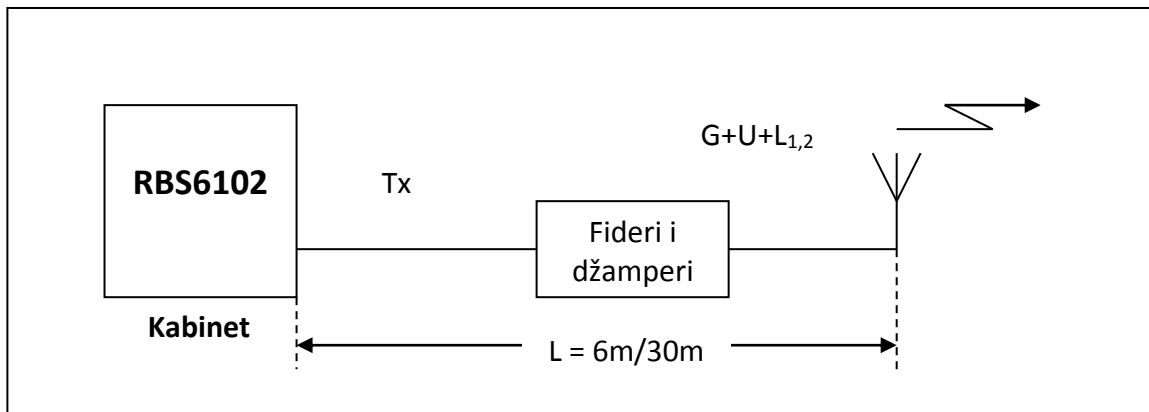 G+U+L1,2
RBS6102
Tx
Fideri i
džamperi
Kabinet
L = 6m/30m